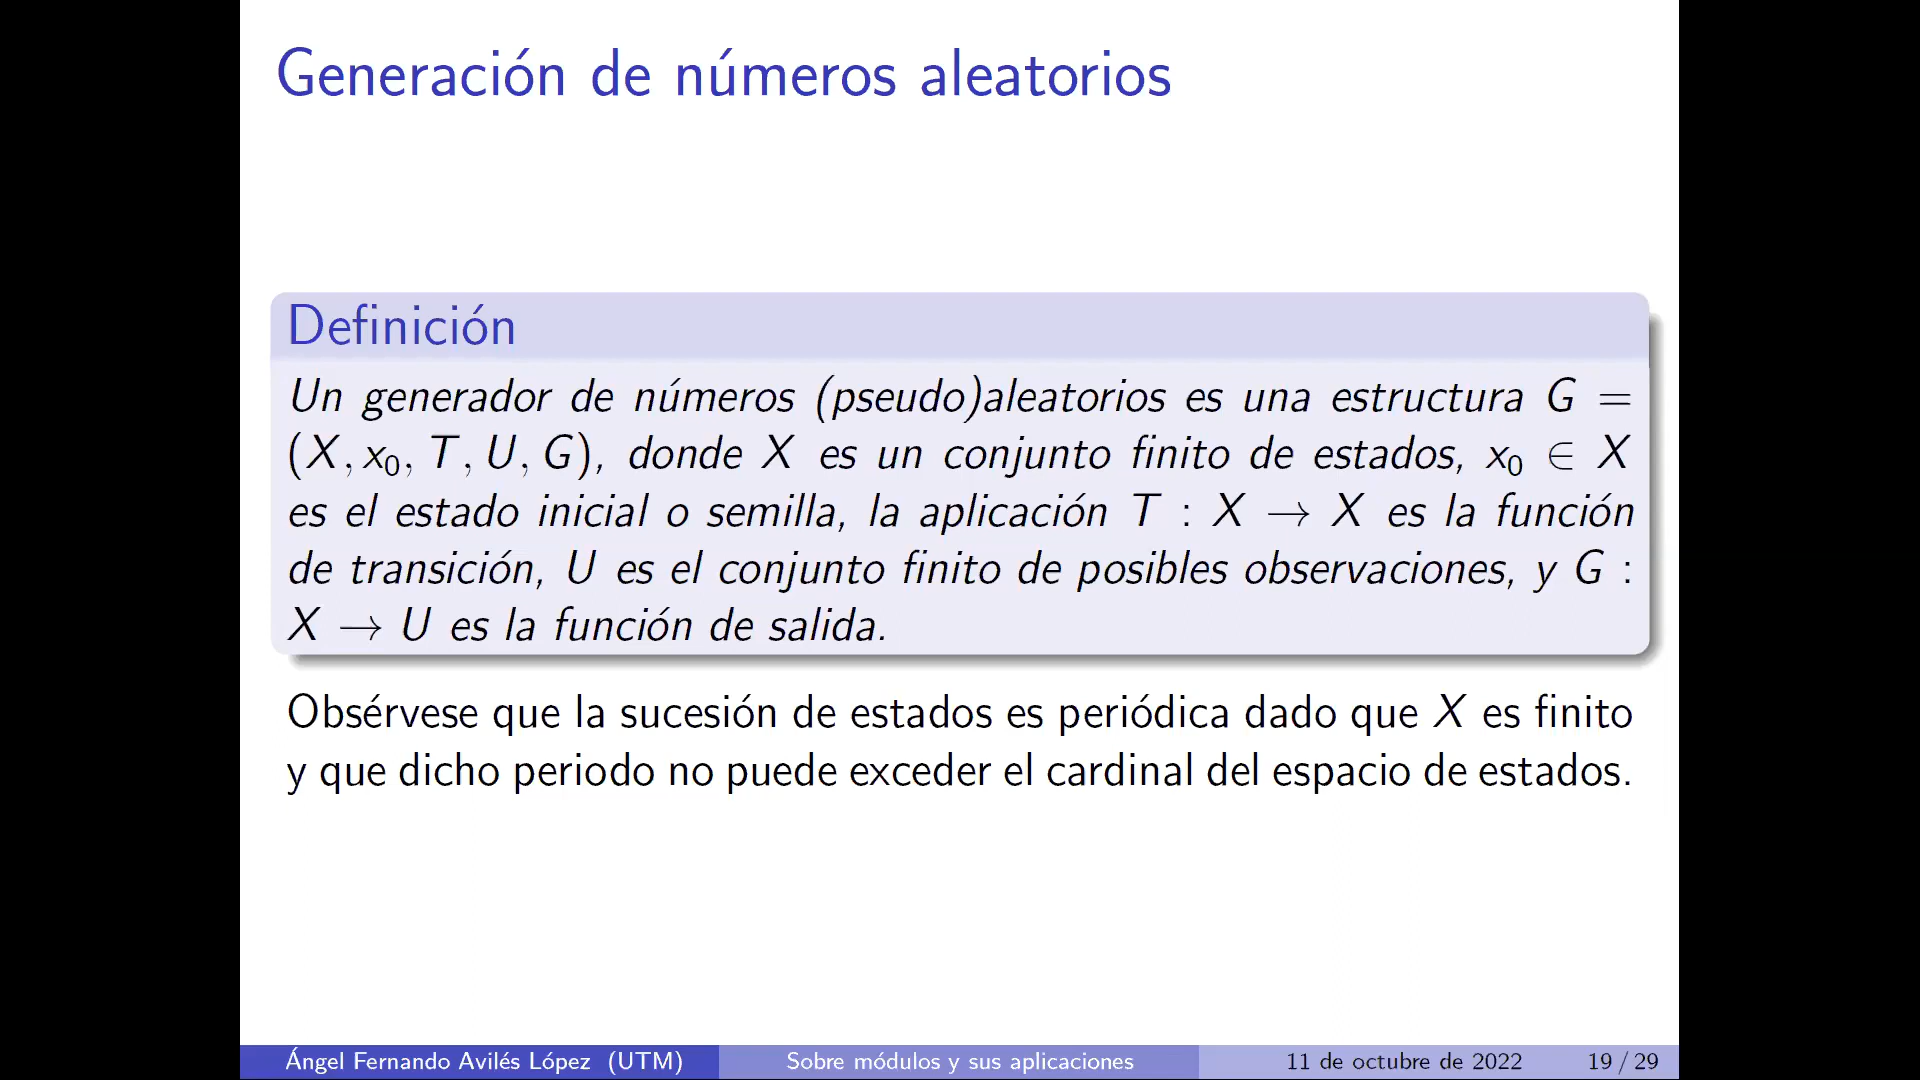 Generación de números aleatorios
Definición
Un generador de números (pseudo)aleatorios es una estructura G =
(X, x₀, T, U, G), donde X es un conjunto finito de estados, x₀ ∈ X
es el estado inicial o semilla, la aplicación T : X → X es la función
de transición, U es el conjunto finito de posibles observaciones, y G :
X → U es la función de salida.
Obsérvese que la sucesión de estados es periódica dado que X es finito
y que dicho periodo no puede exceder el cardinal del espacio de estados.
Ángel Fernando Avilés López (UTM) Sobre módulos y sus aplicaciones 11 de octubre de 2022 19 / 29